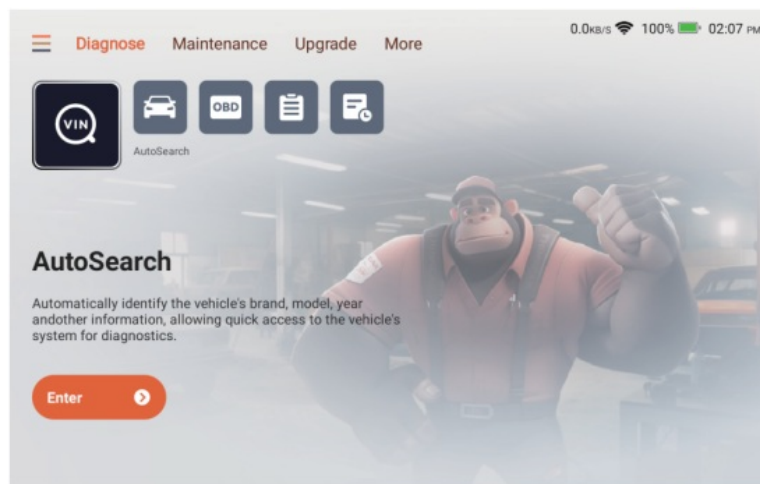 0.0KB/S 100% 02:07 PM
Diagnose Maintenance Upgrade More
VIN
OBD
AutoSearch
AutoSearch
Automatically identify the vehicle's brand, model, year
andother information, allowing quick access to the vehicle's
system for diagnostics.
Enter